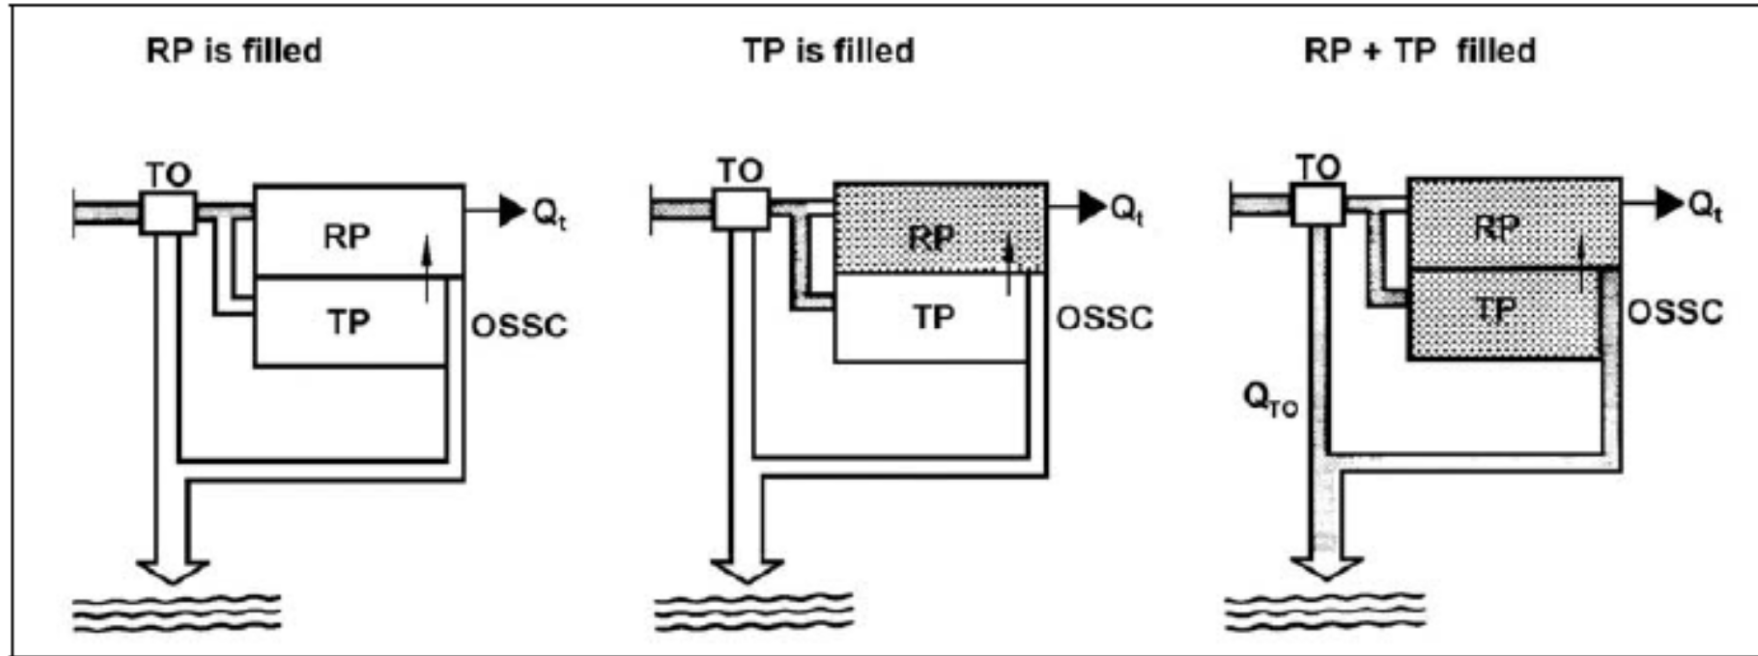 RP is filled
TO
RP
Qt
TP
OSSC
TP is filled
TO
RP
Qt
TP
OSSC
RP + TP filled
TO
RP
Qt
TP
OSSC
QTO